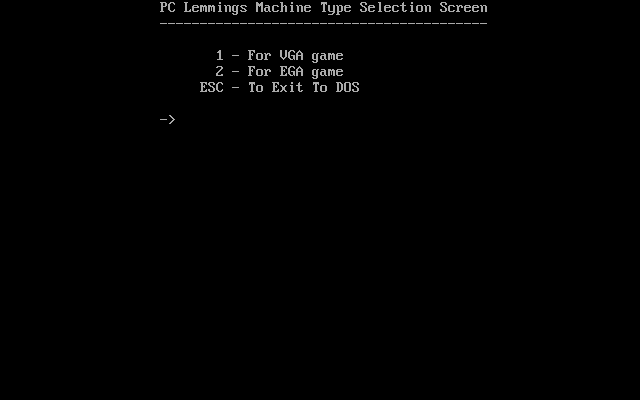 PC Lemmings Machine Type Selection Screen
-----------------------------------------
1 - For VGA game
2 - For EGA game
ESC - To Exit To DOS
->